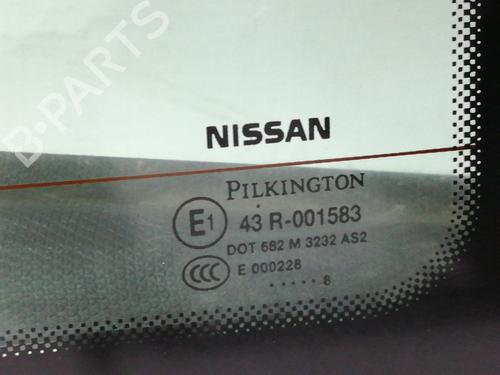 B-PARTS
NISSAN
PILKINGTON
E1 43 R-001583
DOT 682 M 3232 AS2
CCC E 000228
..... 8